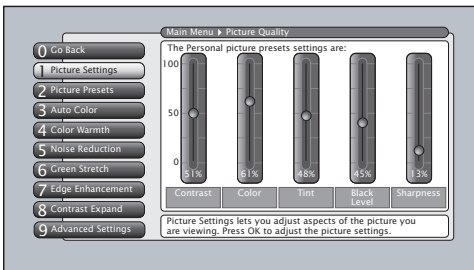 Main Menu ▶ Picture Quality
The Personal picture presets settings are:
0 Go Back
1 Picture Settings
2 Picture Presets
3 Auto Color
4 Color Warmth
5 Noise Reduction
6 Green Stretch
7 Edge Enhancement
8 Contrast Expand
9 Advanced Settings
100
50
0
51% 61% 48% 45% 13%
Contrast Color Tint Black Sharpness
Level
Picture Settings lets you adjust aspects of the picture you
are viewing. Press OK to adjust the picture settings.